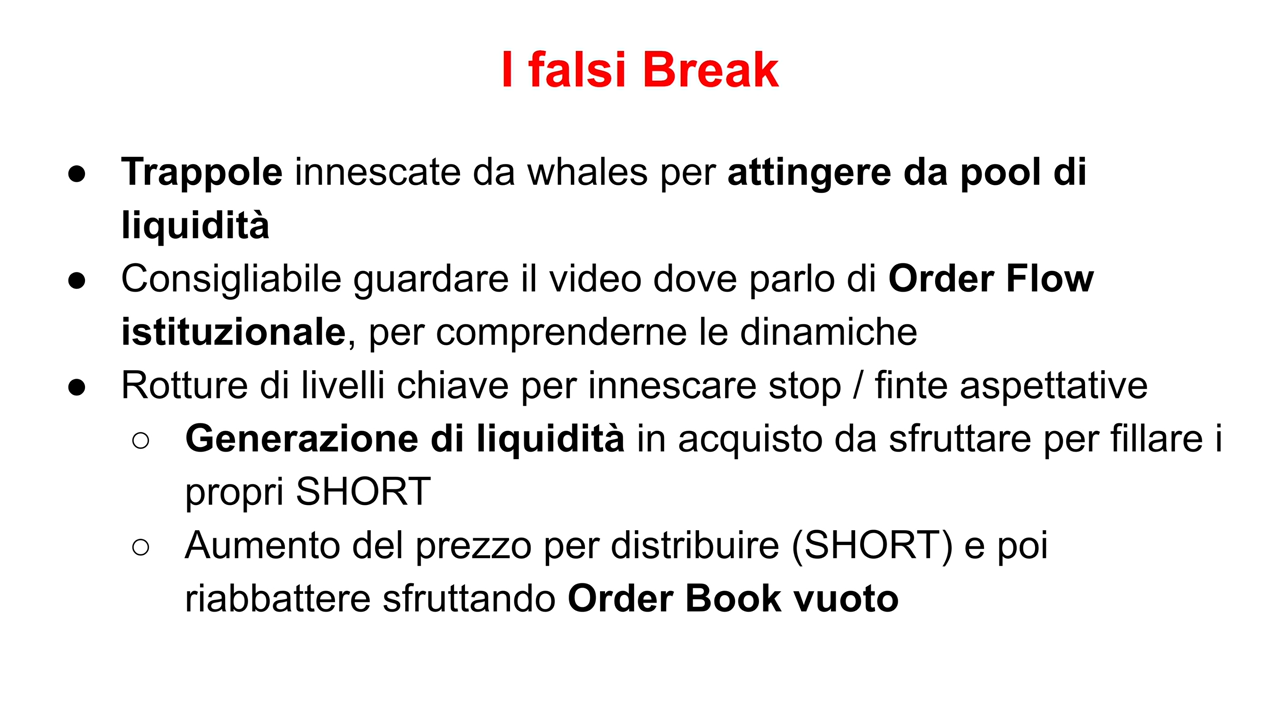 I falsi Break
● Trappole innescate da whales per attingere da pool di
liquidità
● Consigliabile guardare il video dove parlo di Order Flow
istituzionale, per comprenderne le dinamiche
● Rotture di livelli chiave per innescare stop / finte aspettative
○ Generazione di liquidità in acquisto da sfruttare per fillare i
propri SHORT
○ Aumento del prezzo per distribuire (SHORT) e poi
riabbattere sfruttando Order Book vuoto